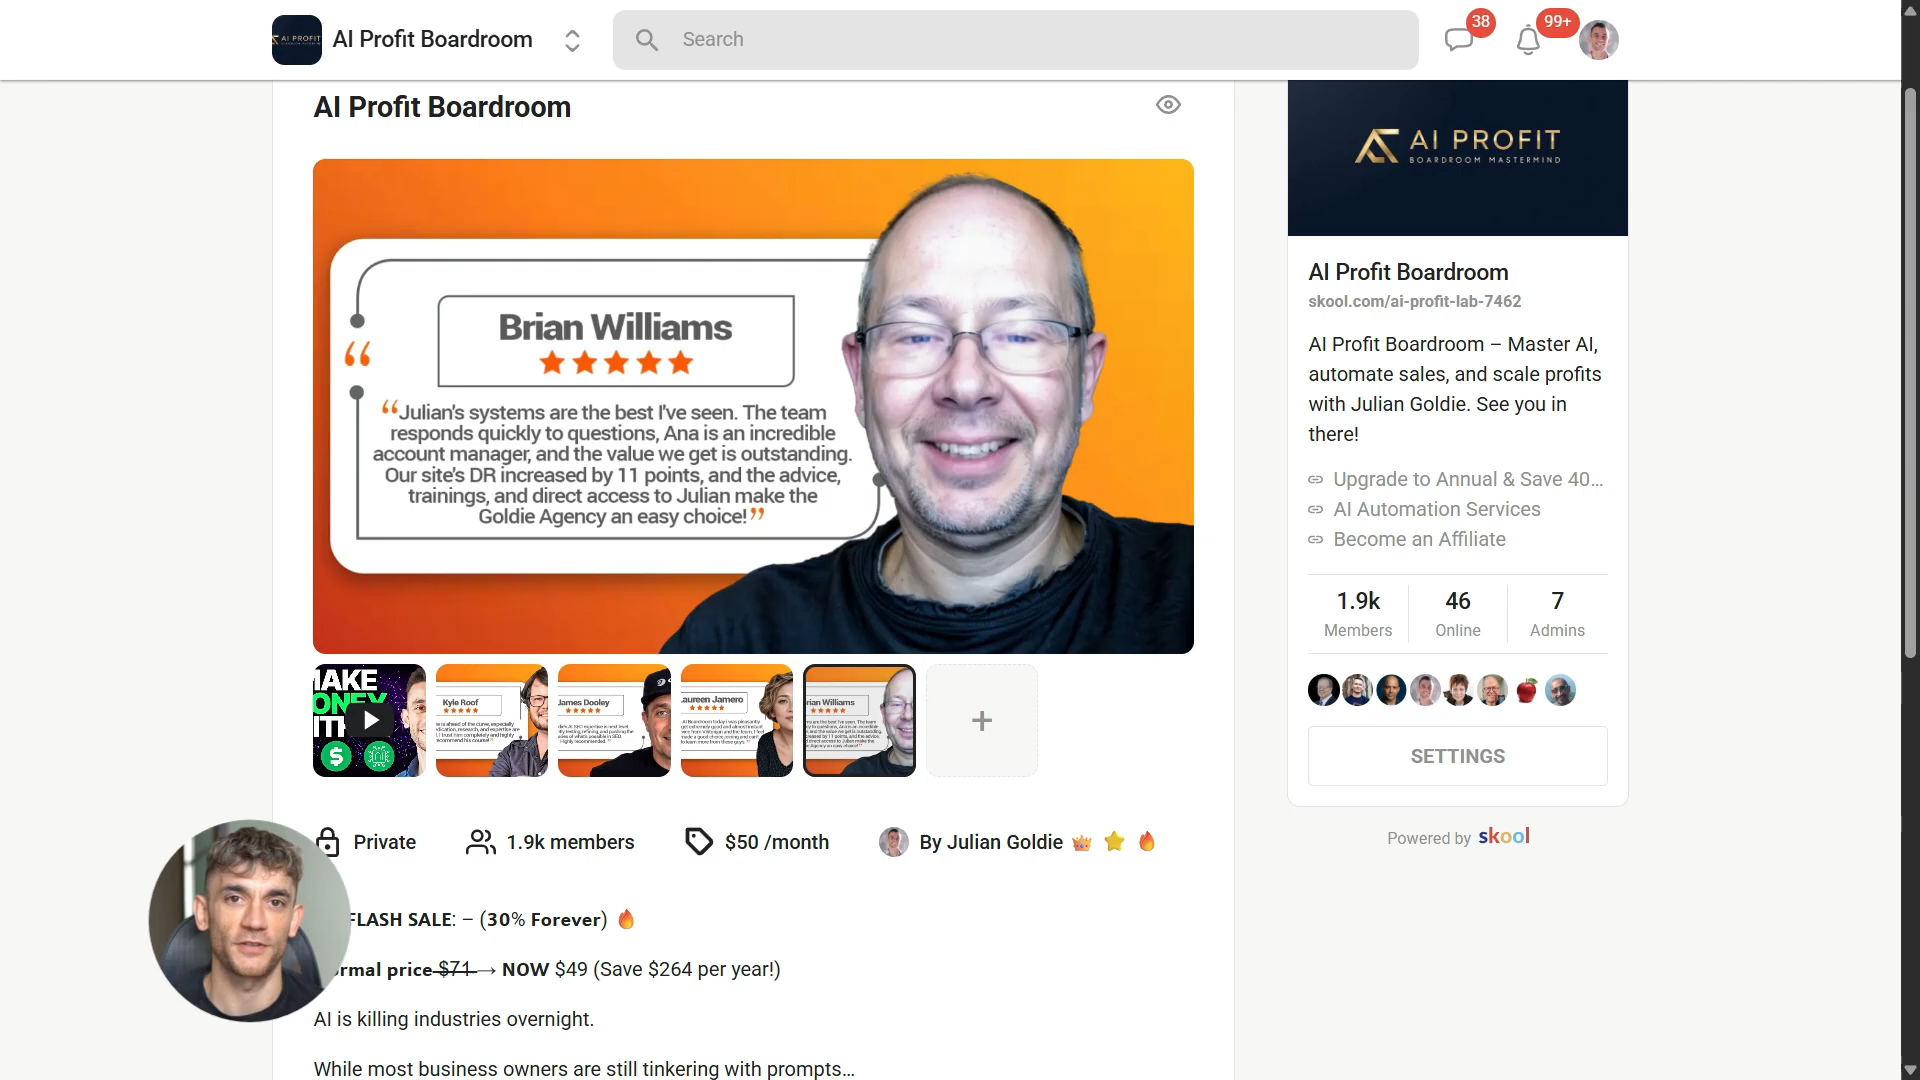 AI PROFIT
AI Profit Boardroom
Search
38
99+
AI Profit Boardroom
Brian Williams
“Julian's systems are the best I've seen. The team
responds quickly to questions, Ana is an incredible
account manager, and the value we get is outstanding.
Our site's DR increased by 11 points, and the advice,
trainings, and direct access to Julian make the
Goldie Agency an easy choice!”
Kyle Roof
James Dooley
aureen Jamero
rian Williams
Private
1.9k members
$50 /month
By Julian Goldie
FLASH SALE: – (30% Forever)
rmal price $71 → NOW $49 (Save $264 per year!)
AI is killing industries overnight.
While most business owners are still tinkering with prompts...
AI PROFIT
BOARDROOM MASTERMIND
AI Profit Boardroom
skool.com/ai-profit-lab-7462
AI Profit Boardroom – Master AI,
automate sales, and scale profits
with Julian Goldie. See you in
there!
Upgrade to Annual & Save 40...
AI Automation Services
Become an Affiliate
1.9k
Members
46
Online
7
Admins
SETTINGS
Powered by skool